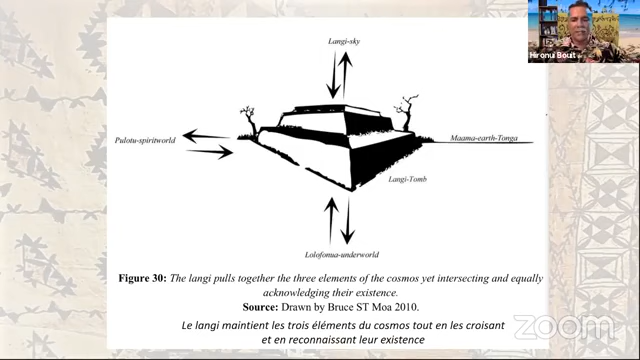 Hironui Bouit
Langi-sky
Pulotu-spiritworld
Maama-earth-Tonga
Langi-Tomb
Lolofonua-underworld
Figure 30: The langi pulls together the three elements of the cosmos yet intersecting and equally
acknowledging their existence.
Source: Drawn by Bruce ST Moa 2010.
Le langi maintient les trois éléments du cosmos tout en les croisant
et en reconnaissant leur existence
zoom